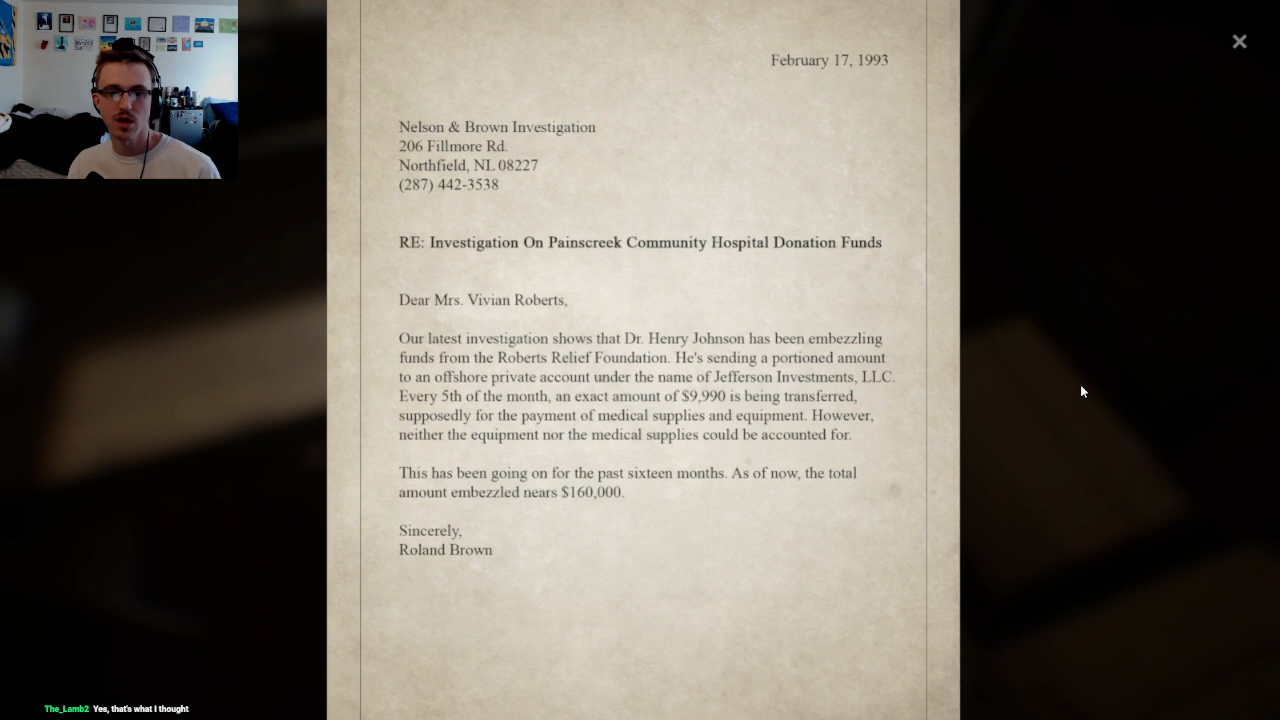 February 17, 1993
Nelson & Brown Investigation
206 Fillmore Rd.
Northfield, NL 08227
(287) 442-3538
RE: Investigation On Painscreek Community Hospital Donation Funds
Dear Mrs. Vivian Roberts,
Our latest investigation shows that Dr. Henry Johnson has been embezzling
funds from the Roberts Relief Foundation. He's sending a portioned amount
to an offshore private account under the name of Jefferson Investments, LLC.
Every 5th of the month, an exact amount of $9,990 is being transferred,
supposedly for the payment of medical supplies and equipment. However,
neither the equipment nor the medical supplies could be accounted for.
This has been going on for the past sixteen months. As of now, the total
amount embezzled nears $160,000.
Sincerely,
Roland Brown
The_Lamb2 Yes, that's what I thought